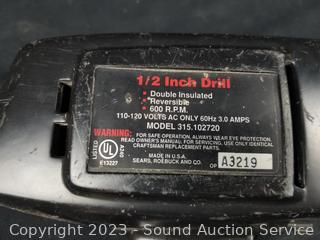 1/2 Inch Drill
• Double Insulated
• Reversible
• 600 R.P.M.
110-120 VOLTS AC ONLY 60Hz 3.0 AMPS
MODEL 315.102720
WARNING: FOR SAFE OPERATION, ALWAYS WEAR EYE PROTECTION.
READ OWNER'S MANUAL. FOR SERVICING, USE ONLY IDENTICAL
CRAFTSMAN REPLACEMENT PARTS.
UL
LISTED
E13227
MADE IN U.S.A.
SEARS, ROEBUCK AND CO.
A3219
Copyright 2023 - Sound Auction Service